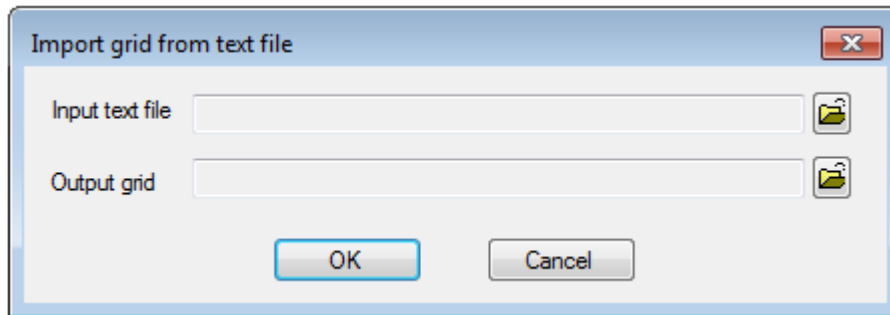 Import grid from text file
Input text file
Output grid
OK Cancel